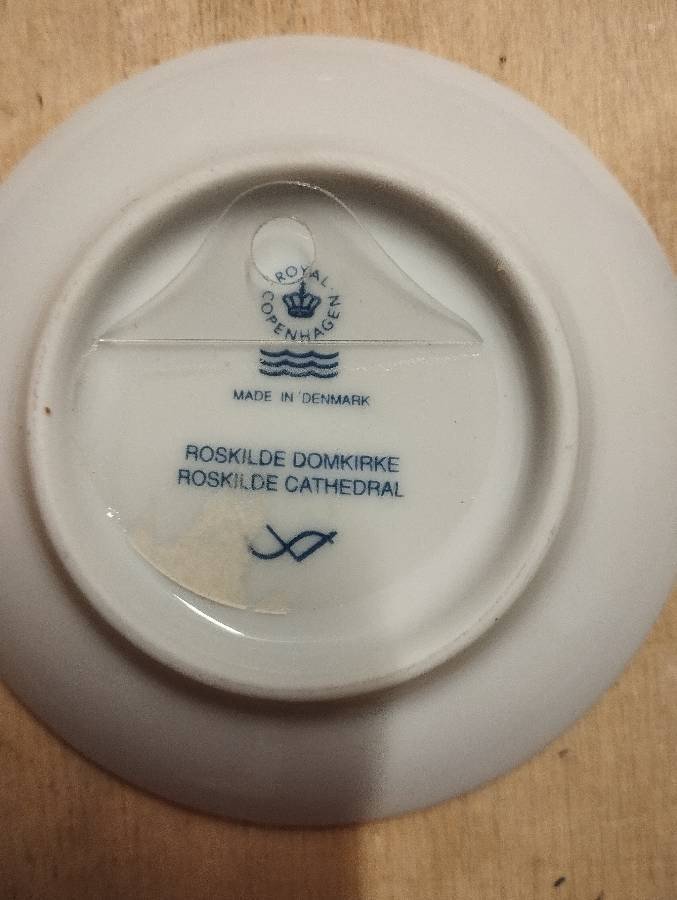 ROYAL COPENHAGEN
MADE IN DENMARK
ROSKILDE DOMKIRKE
ROSKILDE CATHEDRAL